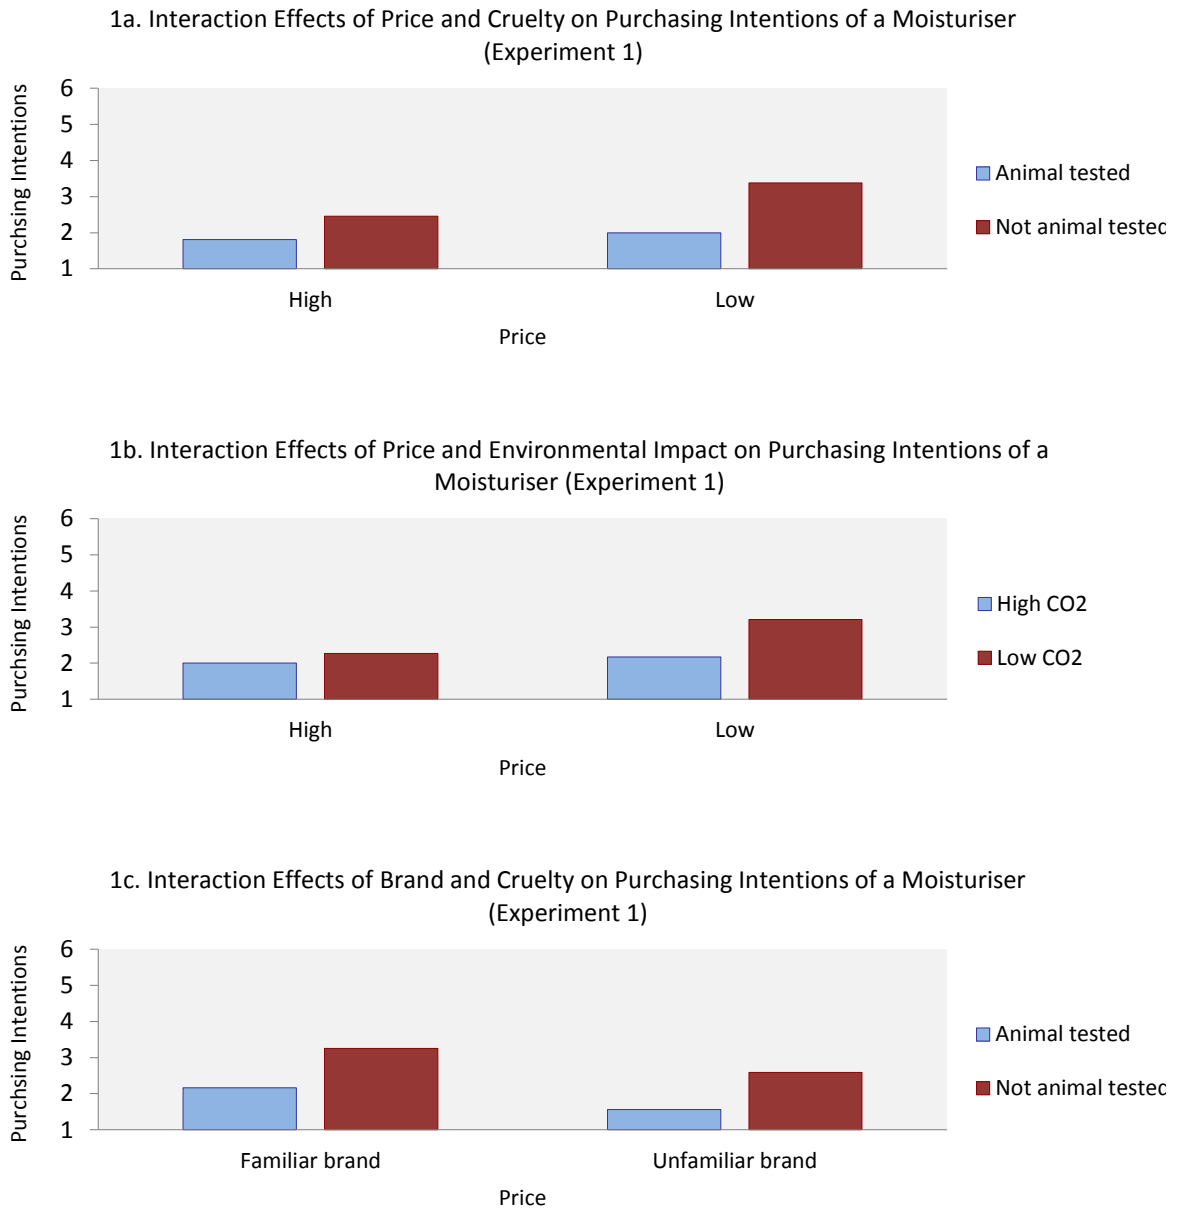 1a. Interaction Effects of Price and Cruelty on Purchasing Intentions of a Moisturiser
(Experiment 1)
Purchsing Intentions
6
5
4
3
2
1
Animal tested
Not animal tested
High
Low
Price
1b. Interaction Effects of Price and Environmental Impact on Purchasing Intentions of a
Moisturiser (Experiment 1)
Purchsing Intentions
6
5
4
3
2
1
High CO2
Low CO2
High
Low
Price
1c. Interaction Effects of Brand and Cruelty on Purchasing Intentions of a Moisturiser
(Experiment 1)
Purchsing Intentions
6
5
4
3
2
1
Animal tested
Not animal tested
Familiar brand
Unfamiliar brand
Price